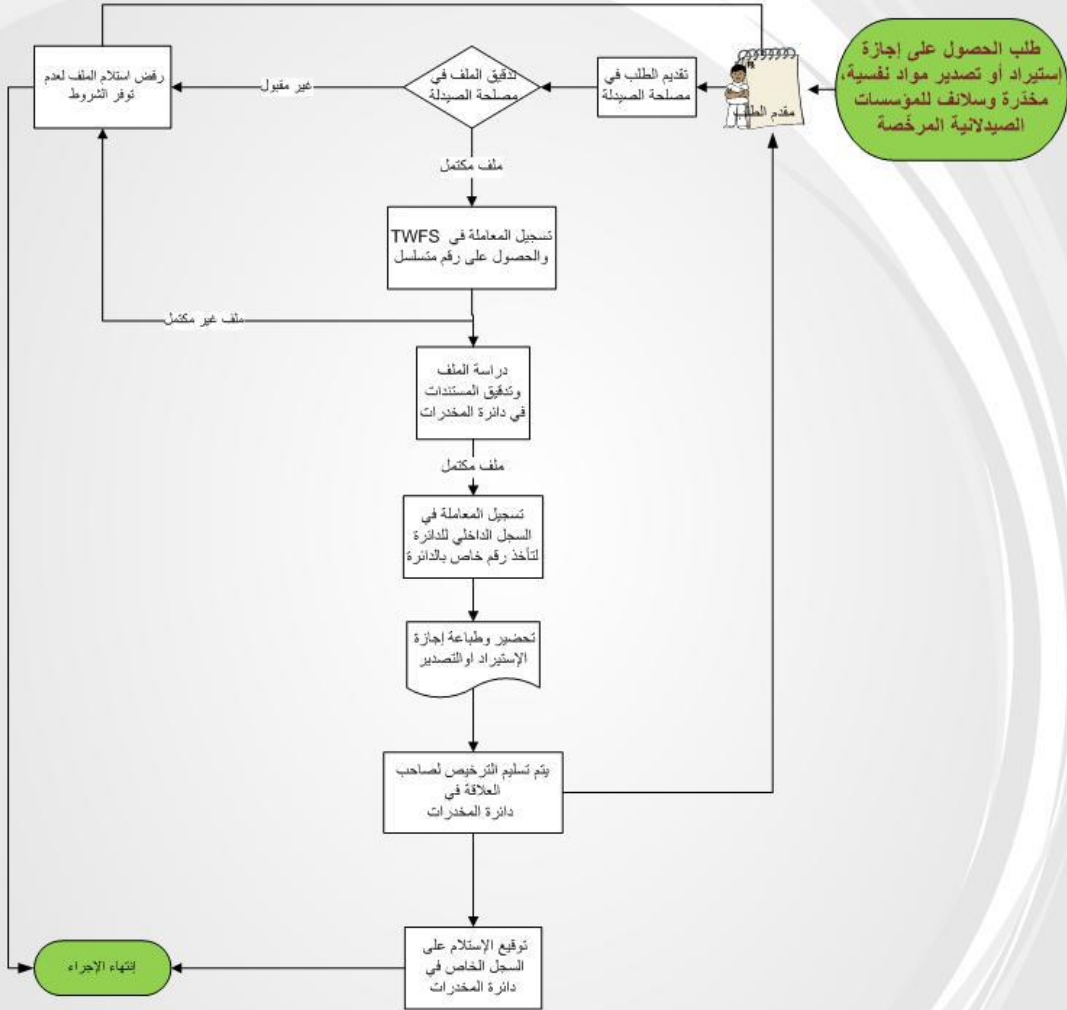 طلب الحصول على إجازة
إستيراد أو تصدير مواد نفسية،
مخدّرة وسلائف للمؤسسات
الصيدلانية المرخّصة
مقدم الطلب
تقديم الطلب في
مصلحة الصيدلة
تدقيق الملف في
مصلحة الصيدلة
غير مقبول
رفض استلام الملف لعدم
توفر الشروط
ملف مكتمل
تسجيل المعاملة في TWFS
والحصول على رقم متسلسل
ملف غير مكتمل
دراسة الملف
وتدقيق المستندات
في دائرة المخدرات
ملف مكتمل
تسجيل المعاملة في
السجل الداخلي للدائرة
لتأخذ رقم خاص بالدائرة
تحضير وطباعة إجازة
الإستيراد اوالتصدير
يتم تسليم الترخيص لصاحب
العلاقة في
دائرة المخدرات
توقيع الإستلام على
السجل الخاص في
دائرة المخدرات
إنتهاء الإجراء